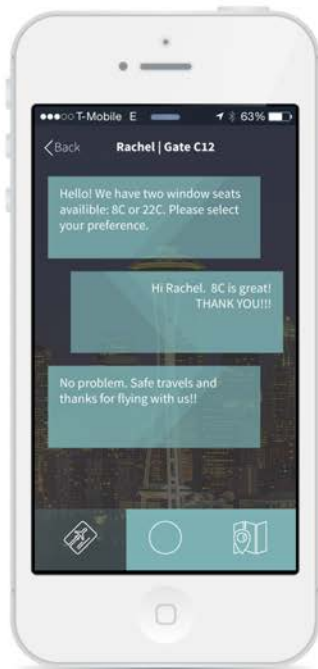 T-Mobile E 63%
Back Rachel | Gate C12
Hello! We have two window seats
availible: 8C or 22C. Please select
your preference.
Hi Rachel. 8C is great!
THANK YOU!!!
No problem. Safe travels and
thanks for flying with us!!